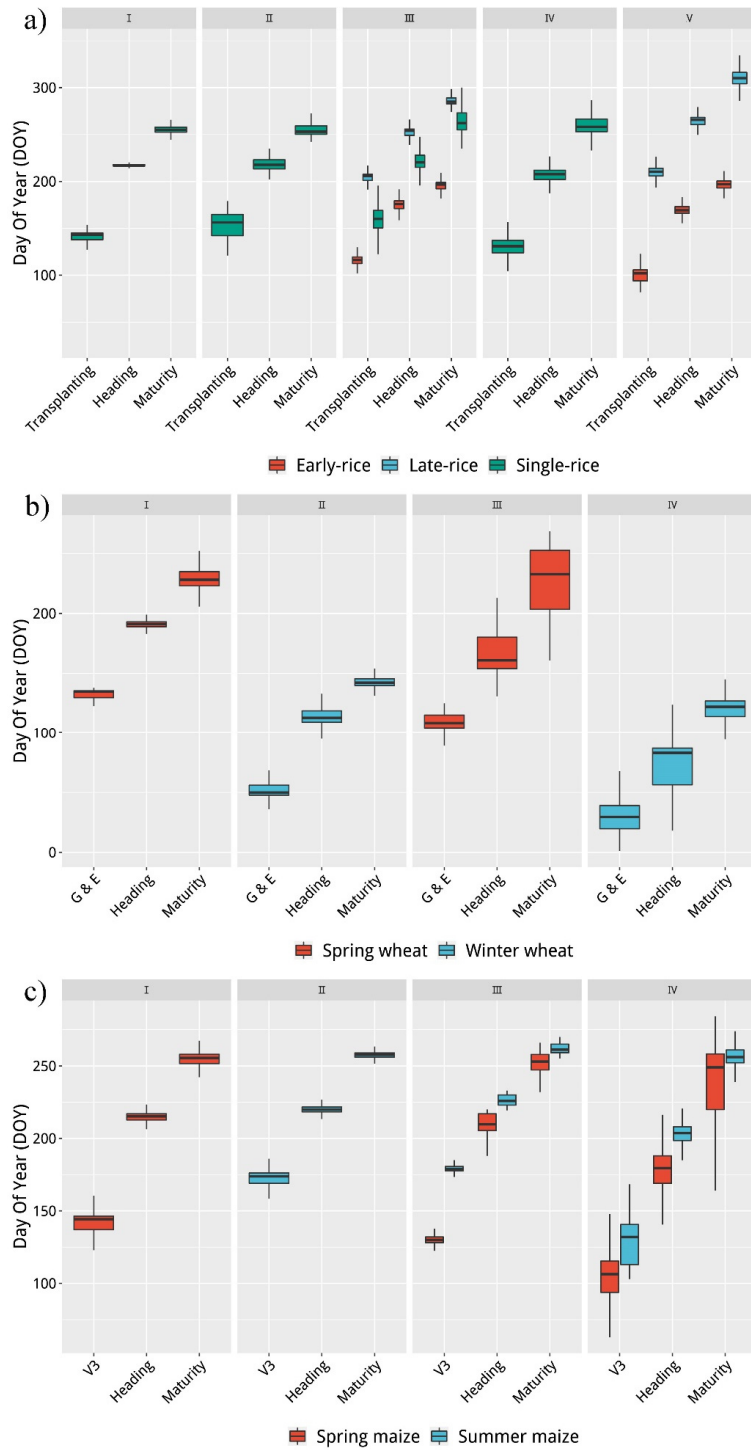 a)
I II III IV V
Day Of Year (DOY)
300
200
100
Transplanting Heading Maturity Transplanting Heading Maturity Transplanting Heading Maturity Transplanting Heading Maturity Transplanting Heading Maturity
Early-rice Late-rice Single-rice
b)
I II III IV
Day Of Year (DOY)
200
100
0
G & E Heading Maturity G & E Heading Maturity G & E Heading Maturity G & E Heading Maturity
Spring wheat Winter wheat
c)
I II III IV
Day Of Year (DOY)
250
200
150
100
V3 Heading Maturity V3 Heading Maturity V3 Heading Maturity V3 Heading Maturity
Spring maize Summer maize